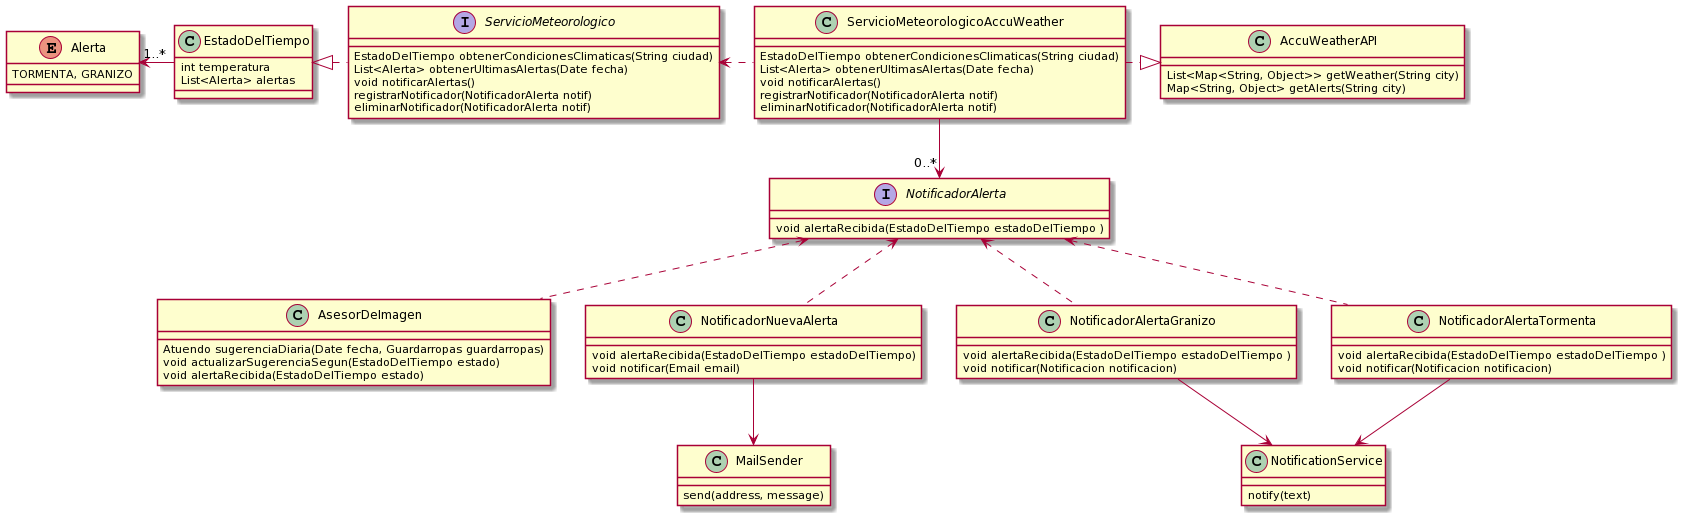 E Alerta
TORMENTA, GRANIZO
1..*
C EstadoDelTiempo
int temperatura
List<Alerta> alertas
I ServicioMeteorologico
EstadoDelTiempo obtenerCondicionesClimaticas(String ciudad)
List<Alerta> obtenerUltimasAlertas(Date fecha)
void notificarAlertas()
registrarNotificador(NotificadorAlerta notif)
eliminarNotificador(NotificadorAlerta notif)
C ServicioMeteorologicoAccuWeather
EstadoDelTiempo obtenerCondicionesClimaticas(String ciudad)
List<Alerta> obtenerUltimasAlertas(Date fecha)
void notificarAlertas()
registrarNotificador(NotificadorAlerta notif)
eliminarNotificador(NotificadorAlerta notif)
C AccuWeatherAPI
List<Map<String, Object>> getWeather(String city)
Map<String, Object> getAlerts(String city)
0..*
I NotificadorAlerta
void alertaRecibida(EstadoDelTiempo estadoDelTiempo )
C AsesorDeImagen
Atuendo sugerenciaDiaria(Date fecha, Guardarropas guardarropas)
void actualizarSugerenciaSegun(EstadoDelTiempo estado)
void alertaRecibida(EstadoDelTiempo estado)
C NotificadorNuevaAlerta
void alertaRecibida(EstadoDelTiempo estadoDelTiempo)
void notificar(Email email)
C NotificadorAlertaGranizo
void alertaRecibida(EstadoDelTiempo estadoDelTiempo )
void notificar(Notificacion notificacion)
C NotificadorAlertaTormenta
void alertaRecibida(EstadoDelTiempo estadoDelTiempo )
void notificar(Notificacion notificacion)
C MailSender
send(address, message)
C NotificationService
notify(text)